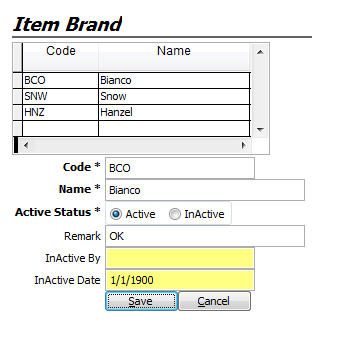 Item Brand
Code Name
BCO Bianco
SNW Snow
HNZ Hanzel
Code * BCO
Name * Bianco
Active Status * Active InActive
Remark OK
InActive By
InActive Date 1/1/1900
Save Cancel